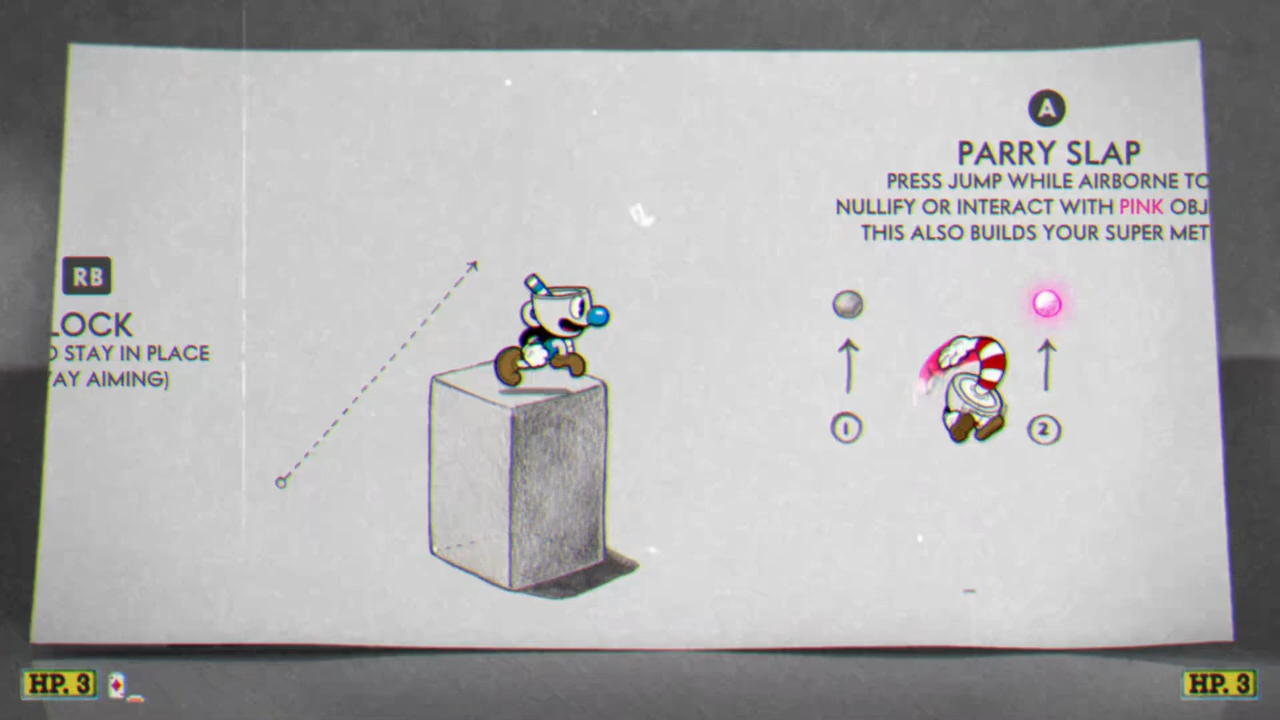 RB
LOCK
O STAY IN PLACE
AY AIMING)
A
PARRY SLAP
PRESS JUMP WHILE AIRBORNE TO
NULLIFY OR INTERACT WITH PINK OBJ
THIS ALSO BUILDS YOUR SUPER MET
1
2
HP. 3
HP. 3